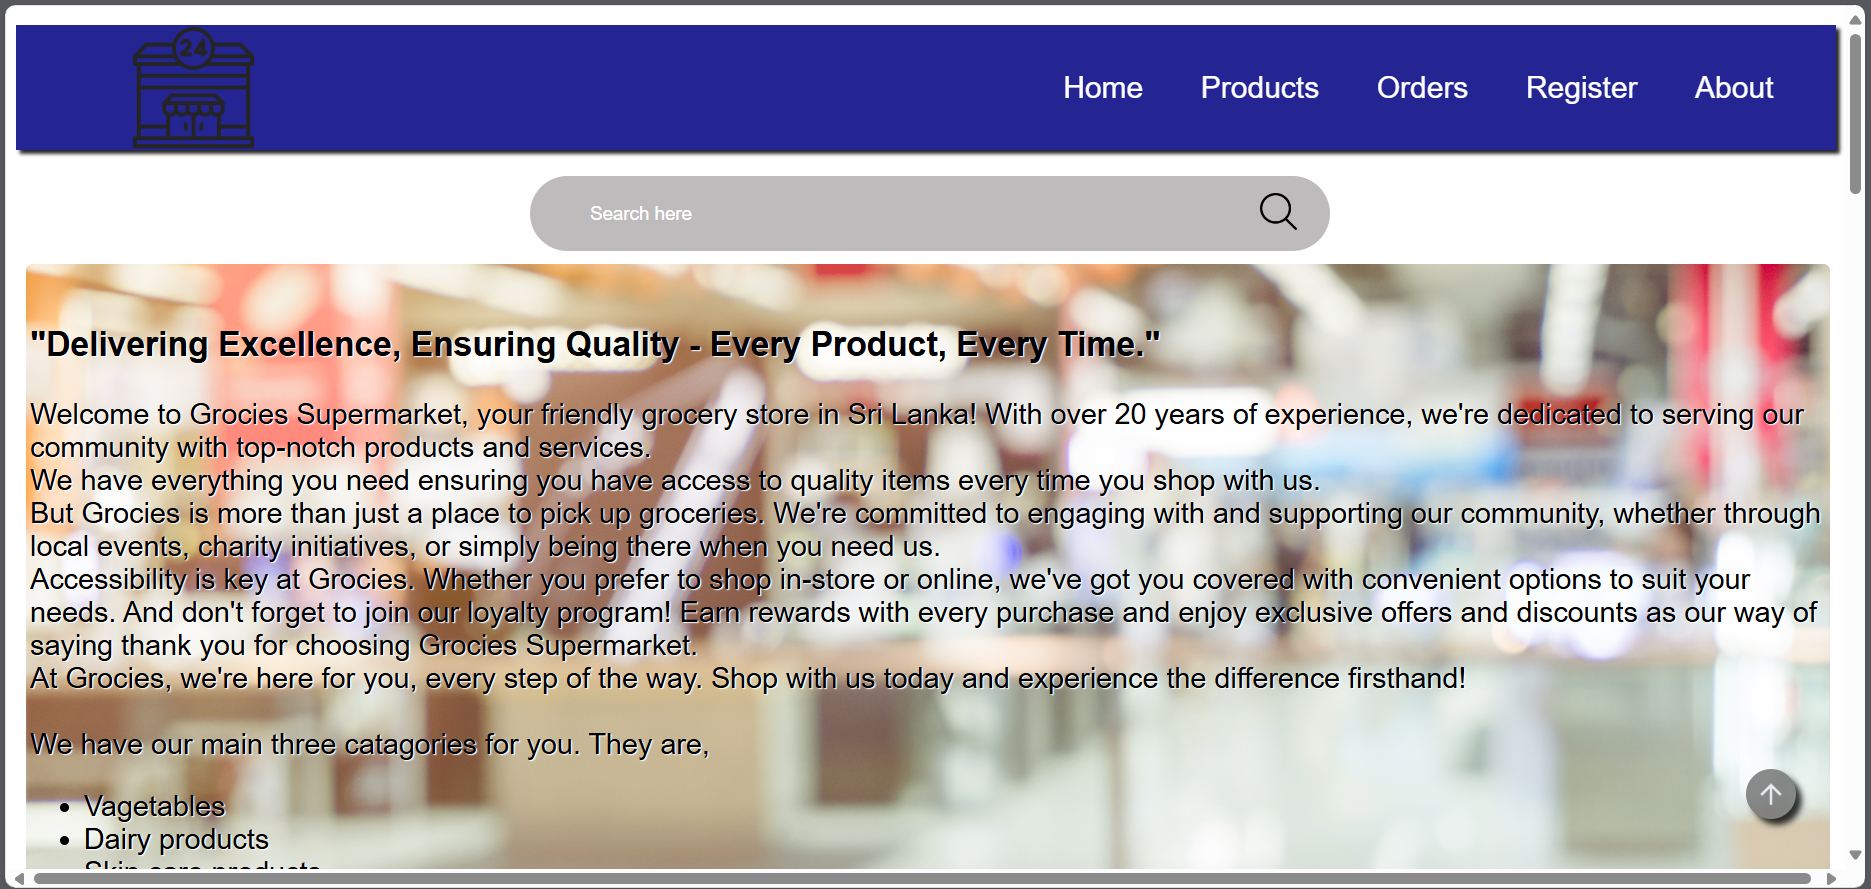 24
Home Products Orders Register About
Search here
"Delivering Excellence, Ensuring Quality - Every Product, Every Time."
Welcome to Grocies Supermarket, your friendly grocery store in Sri Lanka! With over 20 years of experience, we're dedicated to serving our
community with top-notch products and services.
We have everything you need ensuring you have access to quality items every time you shop with us.
But Grocies is more than just a place to pick up groceries. We're committed to engaging with and supporting our community, whether through
local events, charity initiatives, or simply being there when you need us.
Accessibility is key at Grocies. Whether you prefer to shop in-store or online, we've got you covered with convenient options to suit your
needs. And don't forget to join our loyalty program! Earn rewards with every purchase and enjoy exclusive offers and discounts as our way of
saying thank you for choosing Grocies Supermarket.
At Grocies, we're here for you, every step of the way. Shop with us today and experience the difference firsthand!
We have our main three catagories for you. They are,
Vagetables
Dairy products
Skin care products